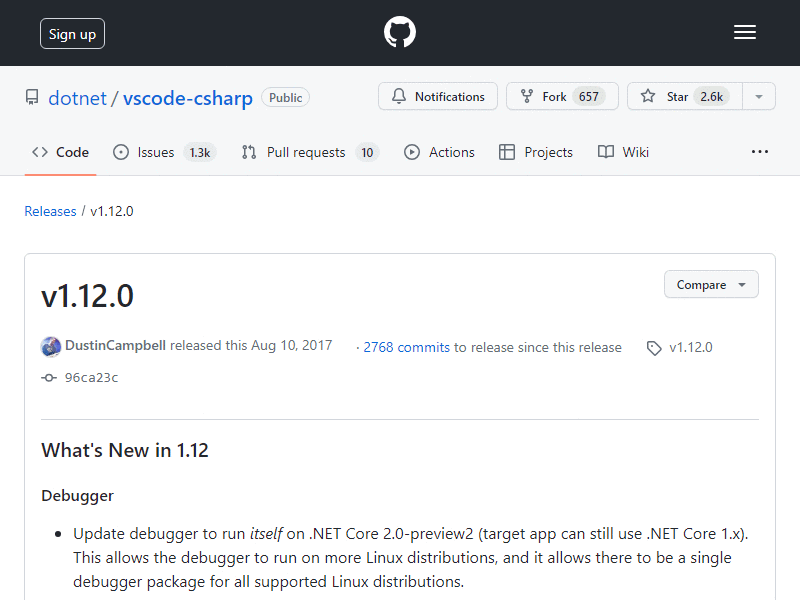 Sign up
dotnet / vscode-csharp Public
Notifications Fork 657 Star 2.6k
Code Issues 1.3k Pull requests 10 Actions Projects Wiki
Releases / v1.12.0
v1.12.0
Compare
DustinCampbell released this Aug 10, 2017 · 2768 commits to release since this release v1.12.0
96ca23c
What's New in 1.12
Debugger
Update debugger to run itself on .NET Core 2.0-preview2 (target app can still use .NET Core 1.x).
This allows the debugger to run on more Linux distributions, and it allows there to be a single
debugger package for all supported Linux distributions.